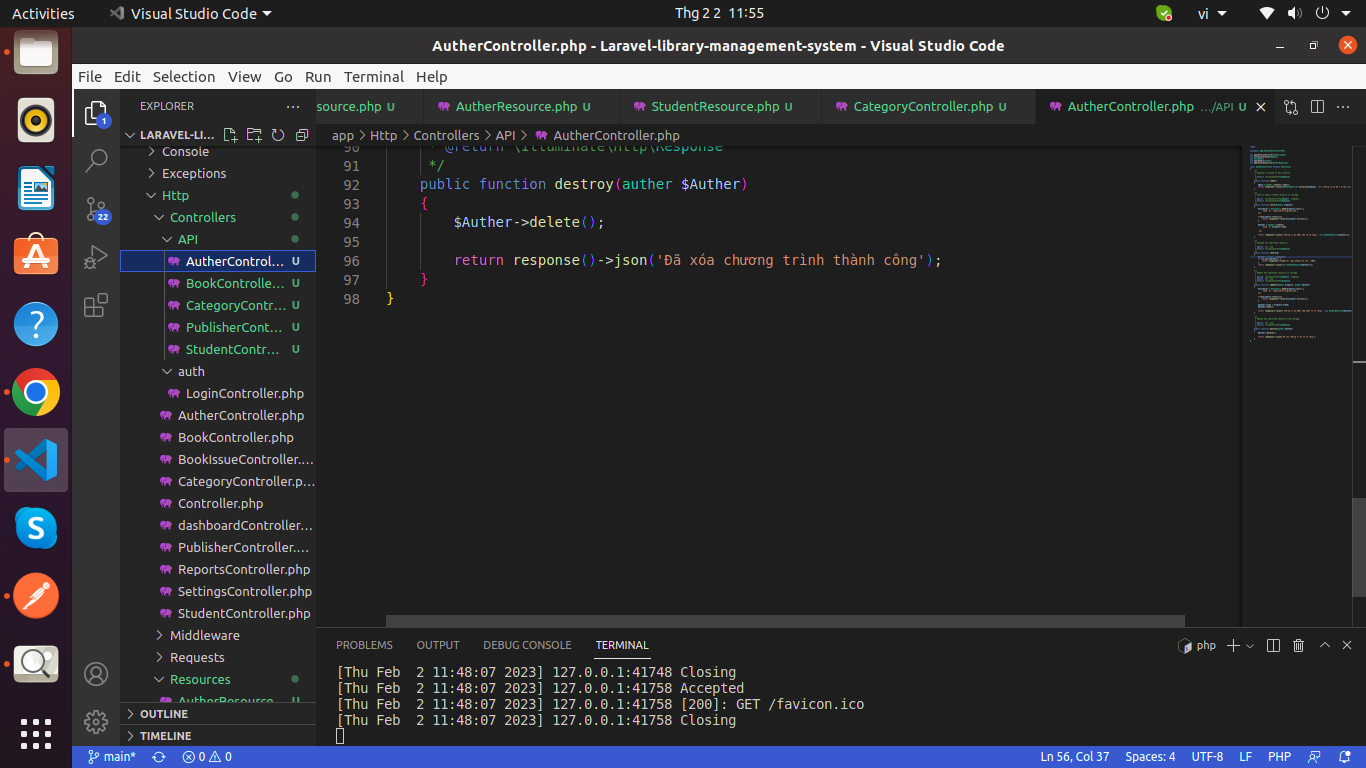 Activities Visual Studio Code Thg 2 2 11:55 vi
AutherController.php - Laravel-library-management-system - Visual Studio Code
File Edit Selection View Go Run Terminal Help
EXPLORER ...
source.php U AutherResource.php U StudentResource.php U CategoryController.php U AutherController.php .../API U
LARAVEL-LI...
app > Http > Controllers > API > AutherController.php
Console
Exceptions
Http
Controllers
API
AutherControl... U
BookControlle... U
CategoryContr... U
PublisherCont... U
StudentContr... U
auth
LoginController.php
AutherController.php
BookController.php
BookIssueController....
CategoryController.p...
Controller.php
dashboardController...
PublisherController....
ReportsController.php
SettingsController.php
StudentController.php
Middleware
Requests
Resources
AutherResource... U
OUTLINE
TIMELINE
90 * @return \Illuminate\Http\Response
91 */
92 public function destroy(auther $Auther)
93 {
94 $Auther->delete();
95
96 return response()->json('Đã xóa chương trình thành công');
97 }
98 }
1
22
PROBLEMS OUTPUT DEBUG CONSOLE TERMINAL php
[Thu Feb 2 11:48:07 2023] 127.0.0.1:41748 Closing
[Thu Feb 2 11:48:07 2023] 127.0.0.1:41758 Accepted
[Thu Feb 2 11:48:07 2023] 127.0.0.1:41758 [200]: GET /favicon.ico
[Thu Feb 2 11:48:07 2023] 127.0.0.1:41758 Closing
main* 0 0 Ln 56, Col 37 Spaces: 4 UTF-8 LF PHP